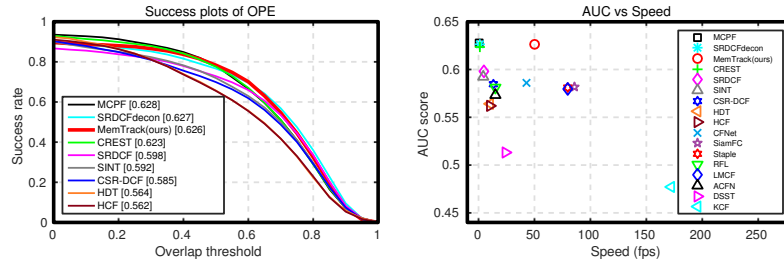 Success plots of OPE
1
0.8
0.6
0.4
0.2
0
Success rate
MCPF [0.628]
SRDCFdecon [0.627]
MemTrack(ours) [0.626]
CREST [0.623]
SRDCF [0.598]
SINT [0.592]
CSR-DCF [0.585]
HDT [0.564]
HCF [0.562]
0 0.2 0.4 0.6 0.8 1
Overlap threshold
AUC vs Speed
0.65
0.6
0.55
0.5
0.45
AUC score
MCPF
SRDCFdecon
MemTrack(ours)
CREST
SRDCF
SINT
CSR-DCF
HDT
HCF
CFNet
SiamFC
Staple
RFL
LMCF
ACFN
DSST
KCF
0 50 100 150 200 250
Speed (fps)